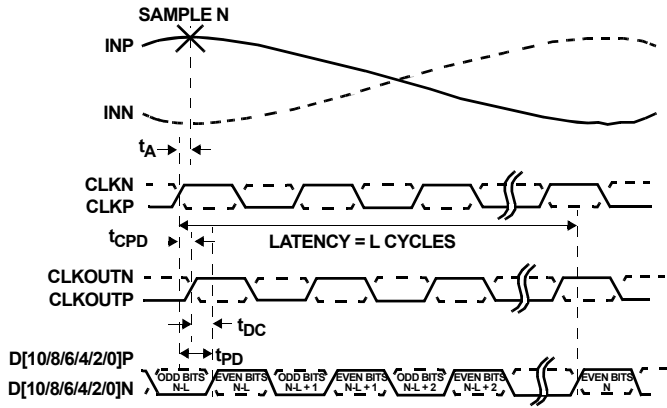 SAMPLE N
INP
INN
tA
CLKN
CLKP
tCPD
LATENCY = L CYCLES
CLKOUTN
CLKOUTP
tDC
tPD
D[10/8/6/4/2/0]P
D[10/8/6/4/2/0]N
ODD BITS N-L
EVEN BITS N-L
ODD BITS N-L + 1
EVEN BITS N-L + 1
ODD BITS N-L + 2
EVEN BITS N-L + 2
EVEN BITS N